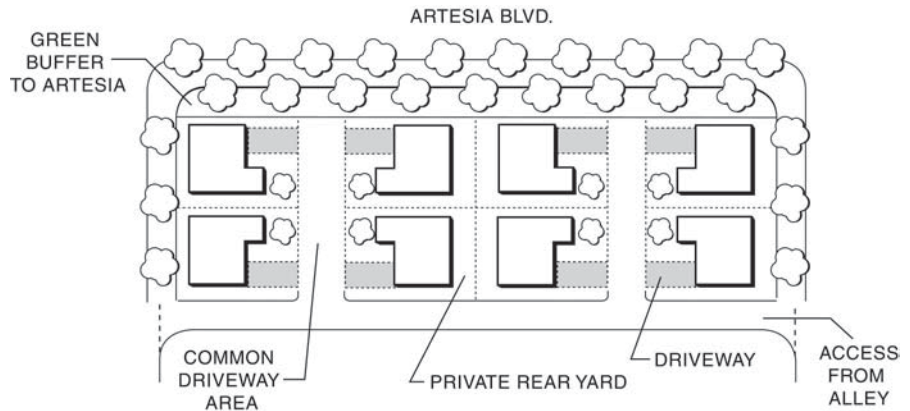 ARTESIA BLVD.
GREEN
BUFFER
TO ARTESIA
COMMON
DRIVEWAY
AREA
PRIVATE REAR YARD
DRIVEWAY
ACCESS
FROM
ALLEY